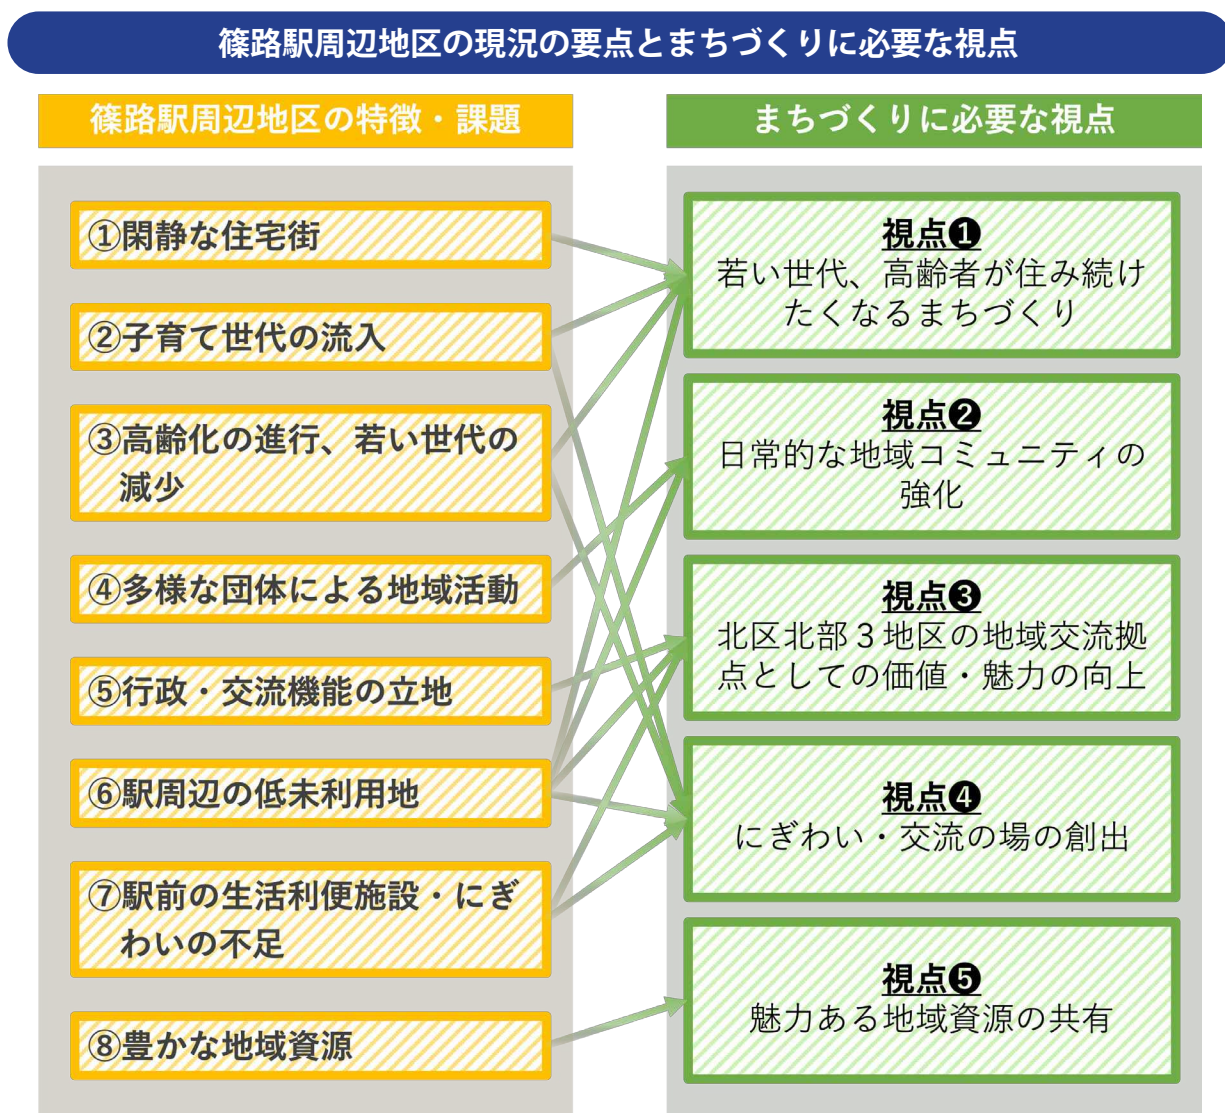 篠路駅周辺地区の現況の要点とまちづくりに必要な視点
篠路駅周辺地区の特徴・課題
①閑静な住宅街
②子育て世代の流入
③高齢化の進行、若い世代の
減少
④多様な団体による地域活動
⑤行政・交流機能の立地
⑥駅周辺の低未利用地
⑦駅前の生活利便施設・にぎ
わいの不足
⑧豊かな地域資源
まちづくりに必要な視点
視点❶
若い世代、高齢者が住み続け
たくなるまちづくり
視点❷
日常的な地域コミュニティの
強化
視点❸
北区北部３地区の地域交流拠
点としての価値・魅力の向上
視点❹
にぎわい・交流の場の創出
視点❺
魅力ある地域資源の共有